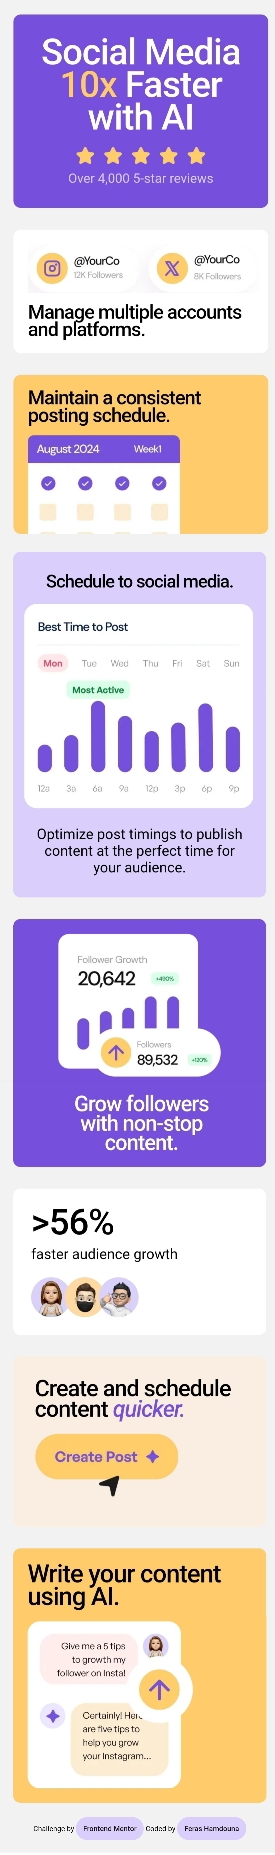 Social Media
10x Faster
with AI
Over 4,000 5-star reviews
@YourCo
12K Followers
@YourCo
8K Followers
Manage multiple accounts
and platforms.
Maintain a consistent
posting schedule.
August 2024 Week1
Schedule to social media.
Best Time to Post
Mon Tue Wed Thu Fri Sat Sun
Most Active
12a 3a 6a 9a 12p 3p 6p 9p
Optimize post timings to publish
content at the perfect time for
your audience.
Follower Growth
20,642 +490%
Followers
89,532 +120%
Grow followers
with non-stop
content.
>56%
faster audience growth
Create and schedule
content quicker.
Create Post
Write your content
using AI.
Give me a 5 tips
to growth my
follower on Insta!
Certainly! Here
are five tips to
help you grow
your Instagram...
Challenge by Frontend Mentor Coded by Feras Hamdouna